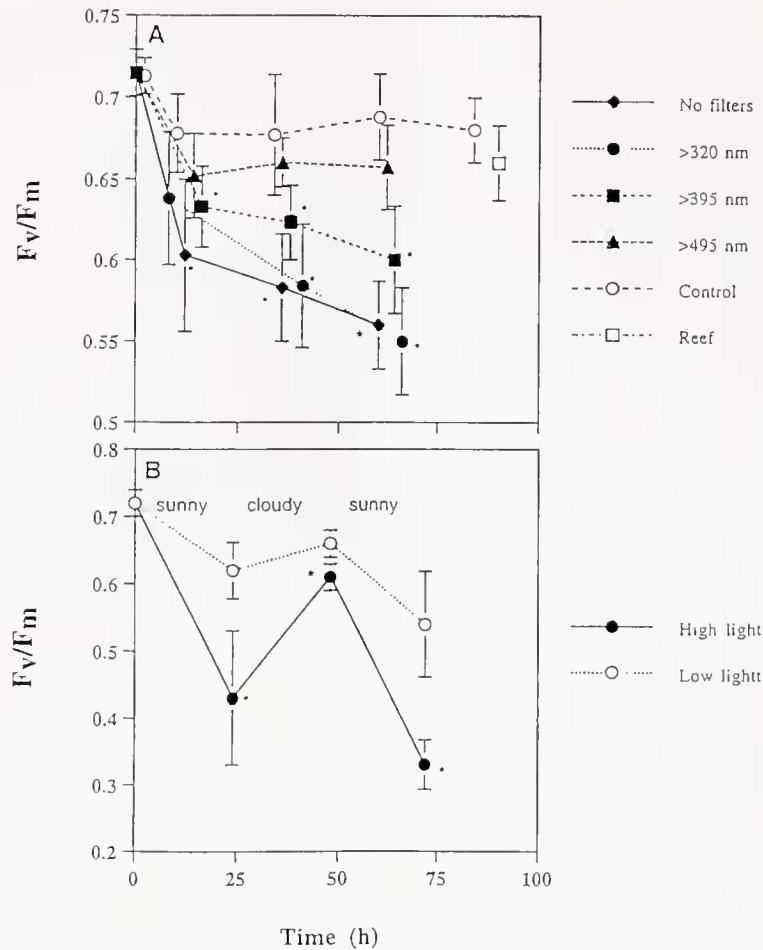 0.75
A
0.7
0.65
0.6
0.55
0.5
Fv/Fm
No filters
>320 nm
>395 nm
>495 nm
Control
Reef
0.8
B
sunny cloudy sunny
0.7
0.6
0.5
0.4
0.3
0.2
Fv/Fm
High light
Low lightt
0 25 50 75 100
Time (h)